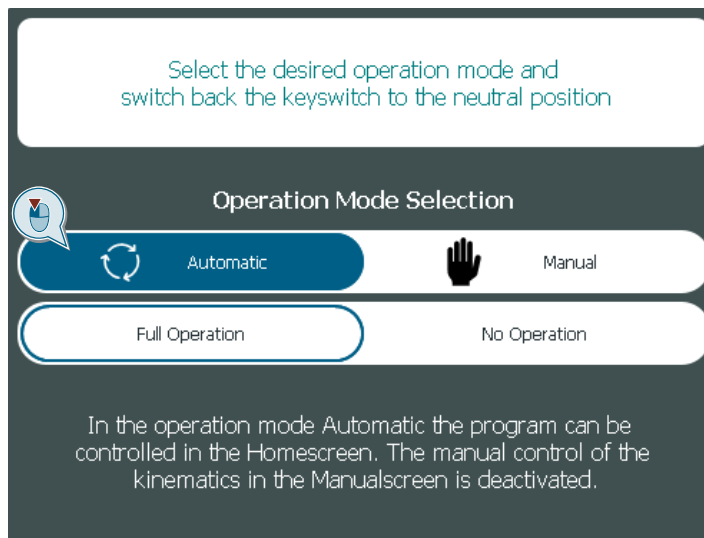 Select the desired operation mode and
switch back the keyswitch to the neutral position
Operation Mode Selection
Automatic
Manual
Full Operation
No Operation
In the operation mode Automatic the program can be
controlled in the Homescreen. The manual control of the
kinematics in the Manualscreen is deactivated.